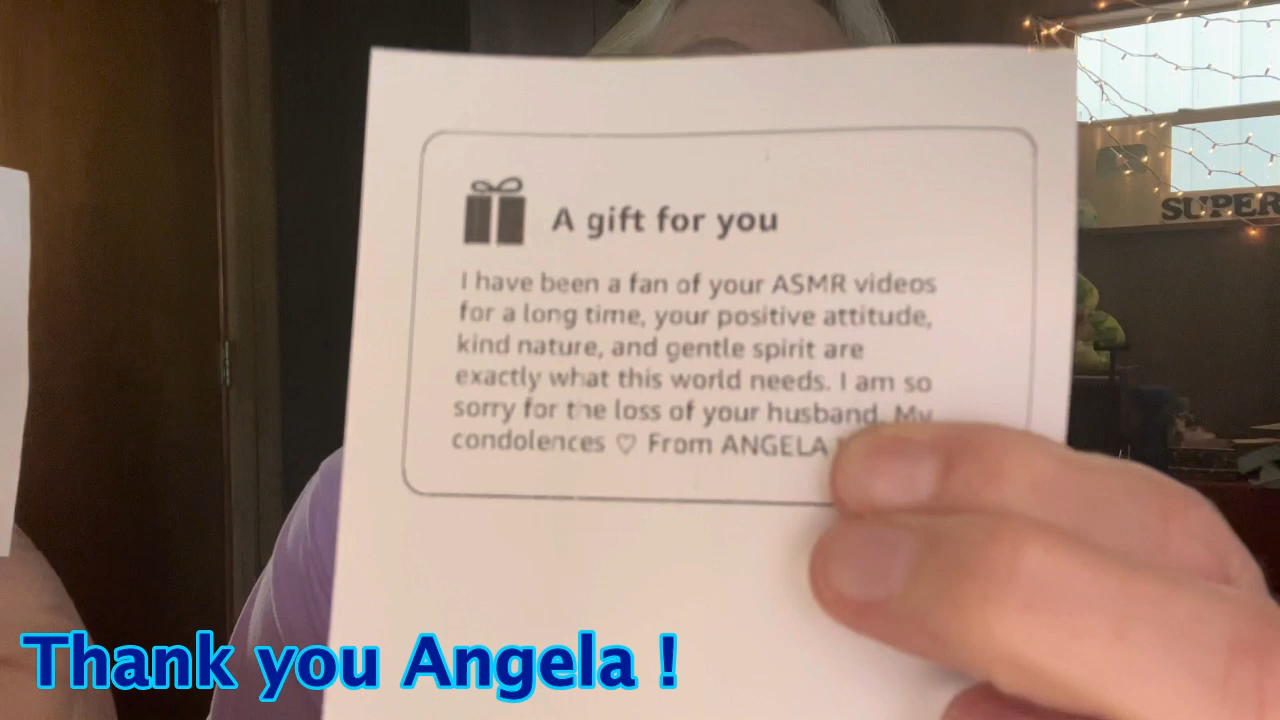 SUPER
A gift for you
I have been a fan of your ASMR videos
for a long time, your positive attitude,
kind nature, and gentle spirit are
exactly what this world needs. I am so
sorry for the loss of your husband. My
condolences ♡ From ANGELA
Thank you Angela !